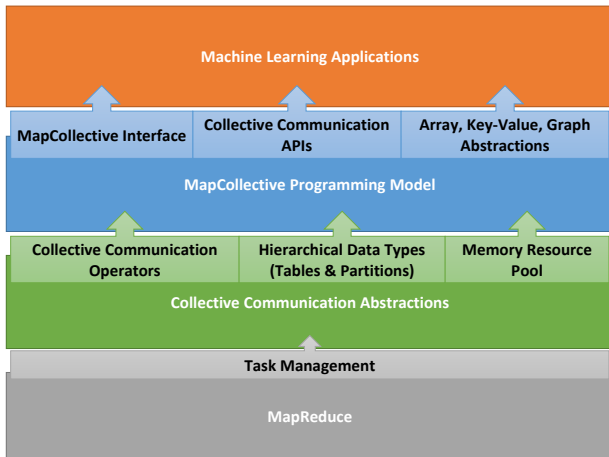 Machine Learning Applications
MapCollective Interface
Collective Communication
APIs
Array, Key-Value, Graph
Abstractions
MapCollective Programming Model
Collective Communication
Operators
Hierarchical Data Types
(Tables & Partitions)
Memory Resource
Pool
Collective Communication Abstractions
Task Management
MapReduce